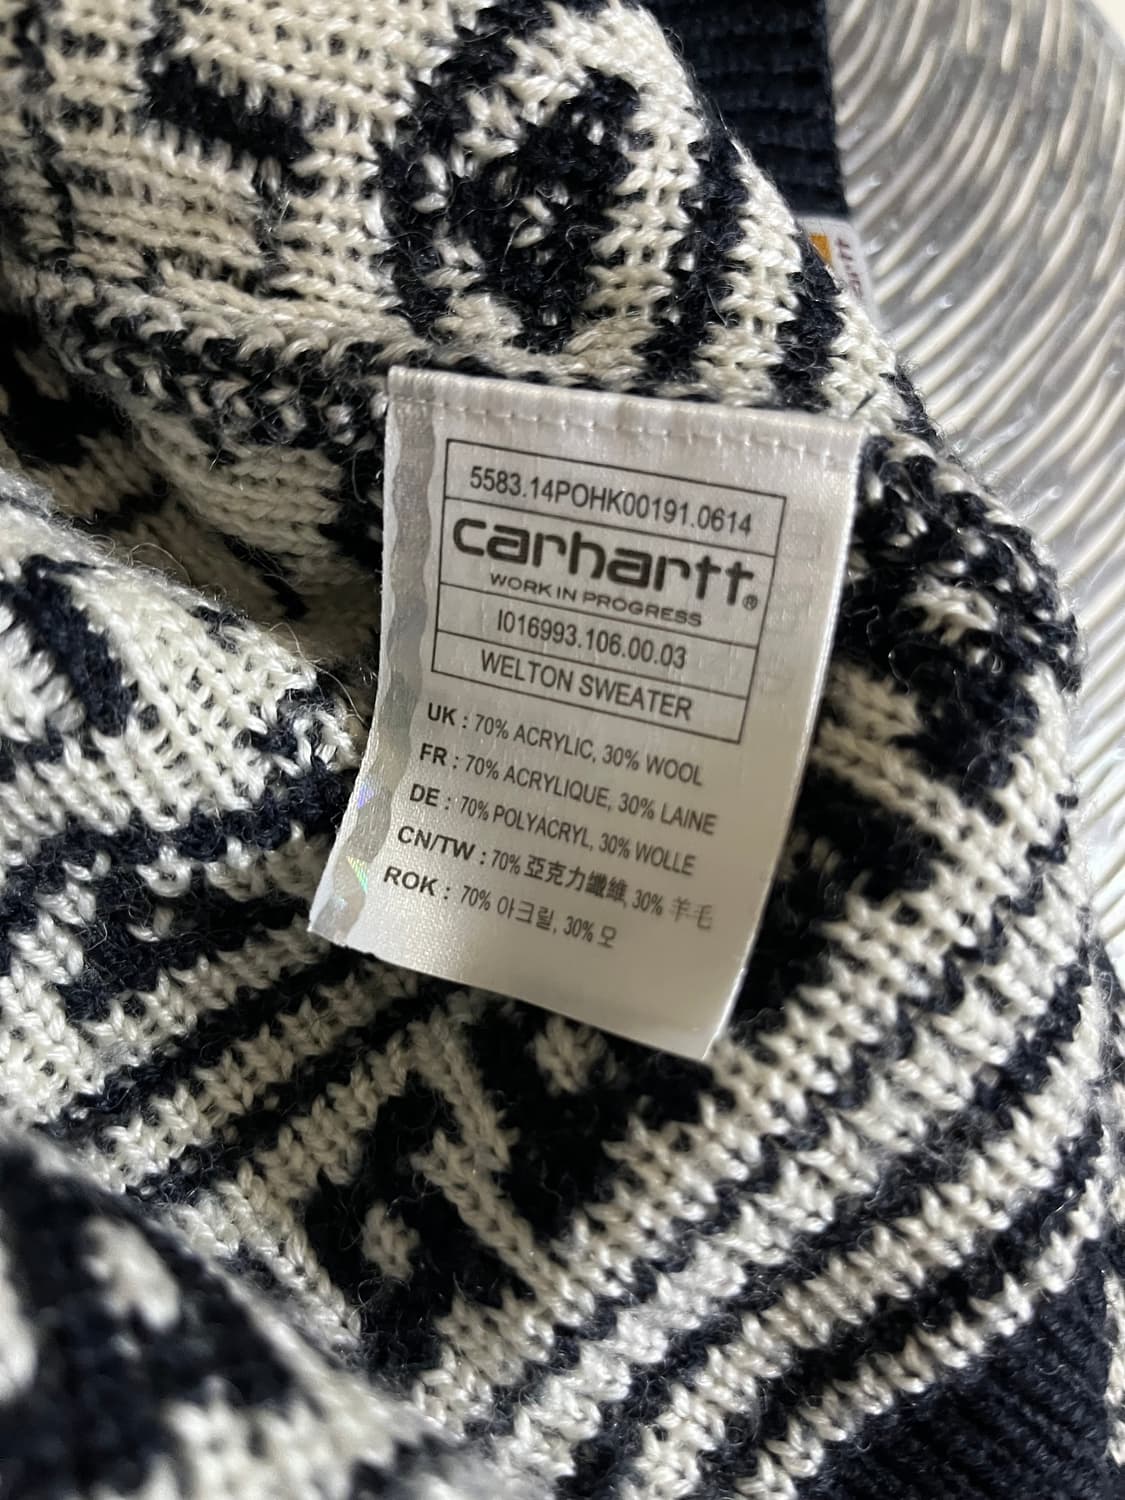 5583.14POHK00191.0614
carhartt®
WORK IN PROGRESS
I016993.106.00.03
WELTON SWEATER
UK : 70% ACRYLIC, 30% WOOL
FR : 70% ACRYLIQUE, 30% LAINE
DE : 70% POLYACRYL, 30% WOLLE
CN/TW : 70% 亞克力纖維, 30% 羊毛
ROK : 70% 아크릴, 30% 모